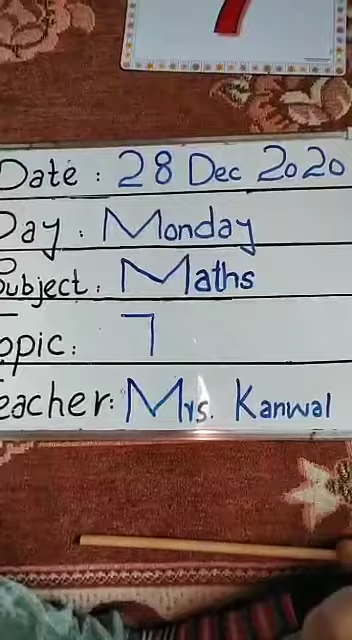 7
Date : 28 Dec 2020
Day : Monday
Subject : Maths
Topic : 7
Teacher : Mrs. Kanwal